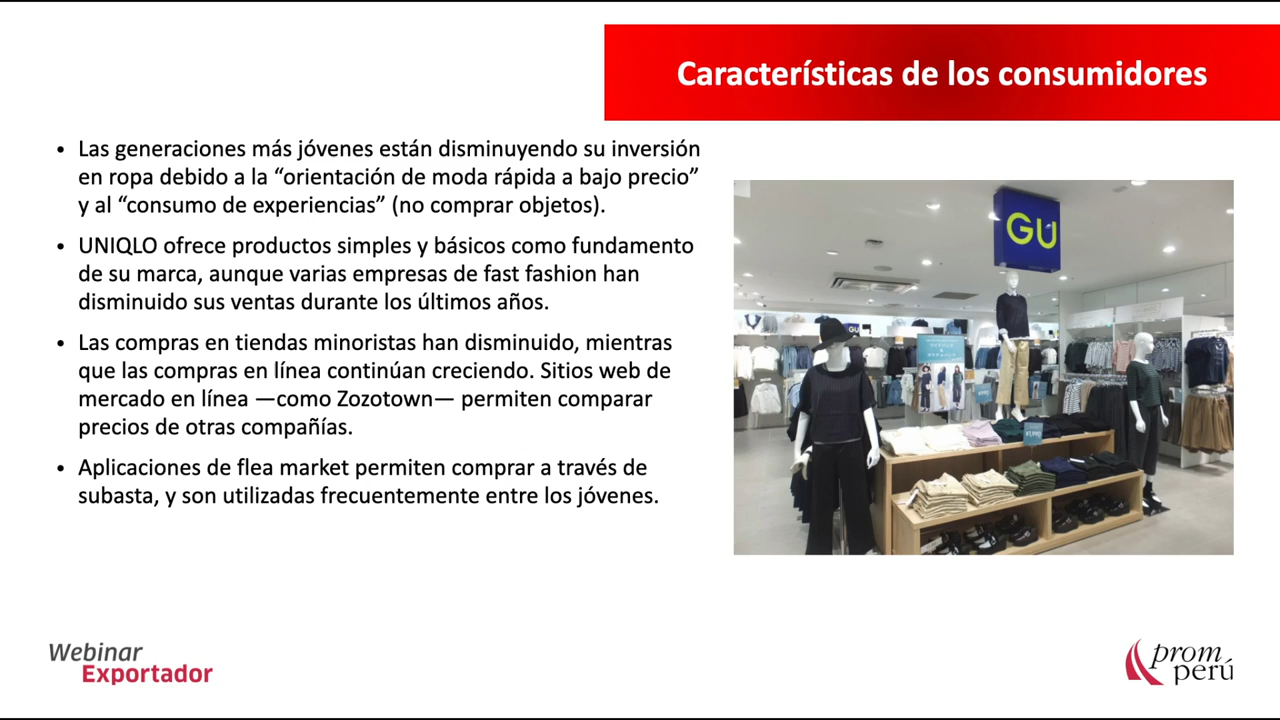 Características de los consumidores
• Las generaciones más jóvenes están disminuyendo su inversión
en ropa debido a la “orientación de moda rápida a bajo precio”
y al “consumo de experiencias” (no comprar objetos).
• UNIQLO ofrece productos simples y básicos como fundamento
de su marca, aunque varias empresas de fast fashion han
disminuido sus ventas durante los últimos años.
• Las compras en tiendas minoristas han disminuido, mientras
que las compras en línea continúan creciendo. Sitios web de
mercado en línea —como Zozotown— permiten comparar
precios de otras compañías.
• Aplicaciones de flea market permiten comprar a través de
subasta, y son utilizadas frecuentemente entre los jóvenes.
GU
GU
Webinar
Exportador
prom
perú